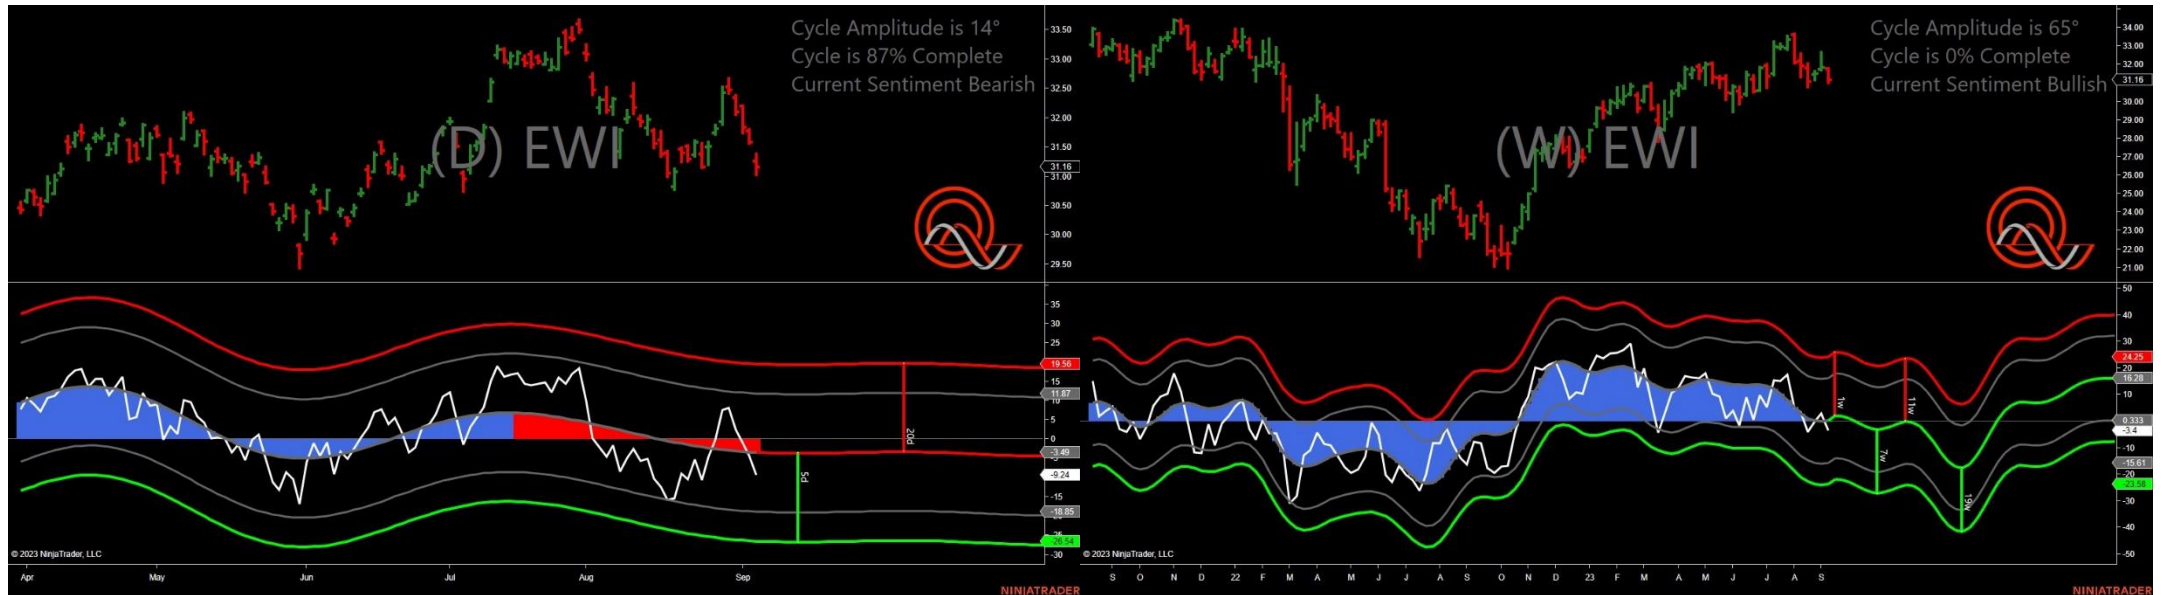 Cycle Amplitude is 14°
Cycle is 87% Complete
Current Sentiment Bearish
(D) EWI
33.50
33.00
32.50
32.00
31.50
31.16
31.00
30.50
30.00
29.50
35
30
25
19.56
15
11.87
10
5
0
-3.49
-9.24
-15
-18.85
-26.54
-30
20d
5d
© 2023 NinjaTrader, LLC
Apr May Jun Jul Aug Sep
NINJATRADER
Cycle Amplitude is 65°
Cycle is 0% Complete
Current Sentiment Bullish
(W) EWI
34.00
33.00
32.00
31.16
30.00
29.00
28.00
27.00
26.00
25.00
24.00
23.00
22.00
21.00
50
40
30
24.25
20
16.28
0.333
-3.4
-10
-15.61
-20
-23.58
-30
-40
-50
1w
7w
11w
19w
© 2023 NinjaTrader, LLC
S O N D 22 F M A M J J A S O N D 23 F M A M J J A S
NINJATRADER